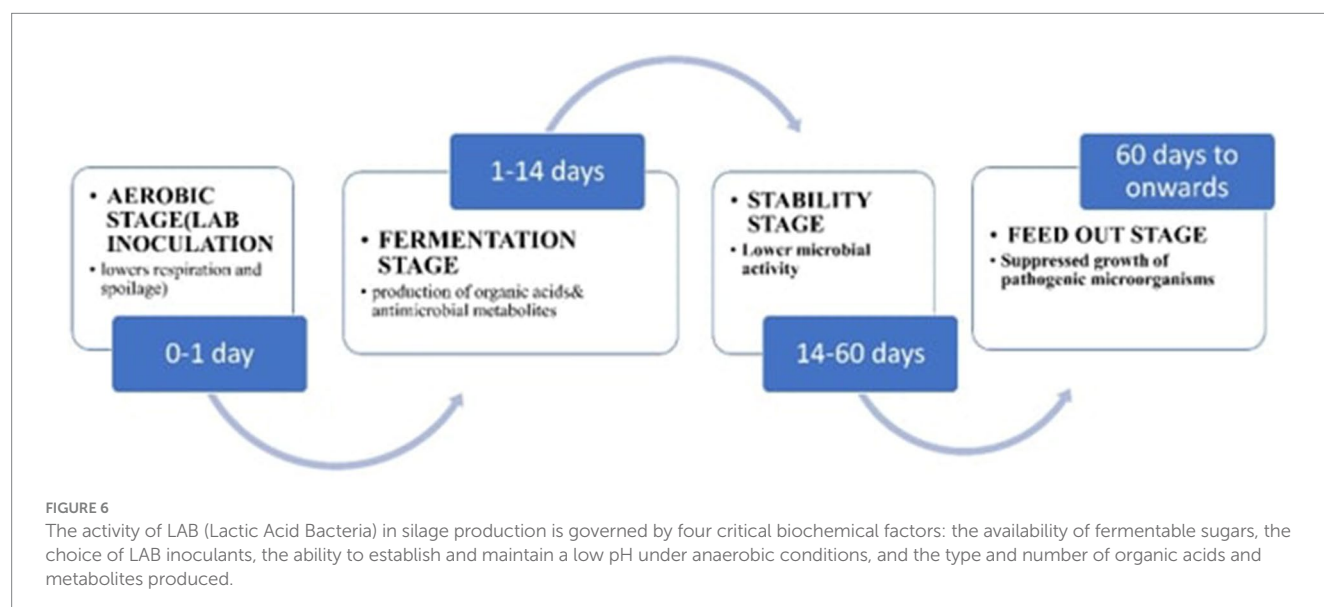 • AEROBIC
STAGE(LAB
INOCULATION
• lowers respiration and
spoilage)
0-1 day
1-14 days
• FERMENTATION
STAGE
• production of organic acids&
antimicrobial metabolites
• STABILITY
STAGE
• Lower microbial
activity
14-60 days
60 days to
onwards
• FEED OUT STAGE
• Suppressed growth of
pathogenic microorganisms
FIGURE 6
The activity of LAB (Lactic Acid Bacteria) in silage production is governed by four critical biochemical factors: the availability of fermentable sugars, the
choice of LAB inoculants, the ability to establish and maintain a low pH under anaerobic conditions, and the type and number of organic acids and
metabolites produced.